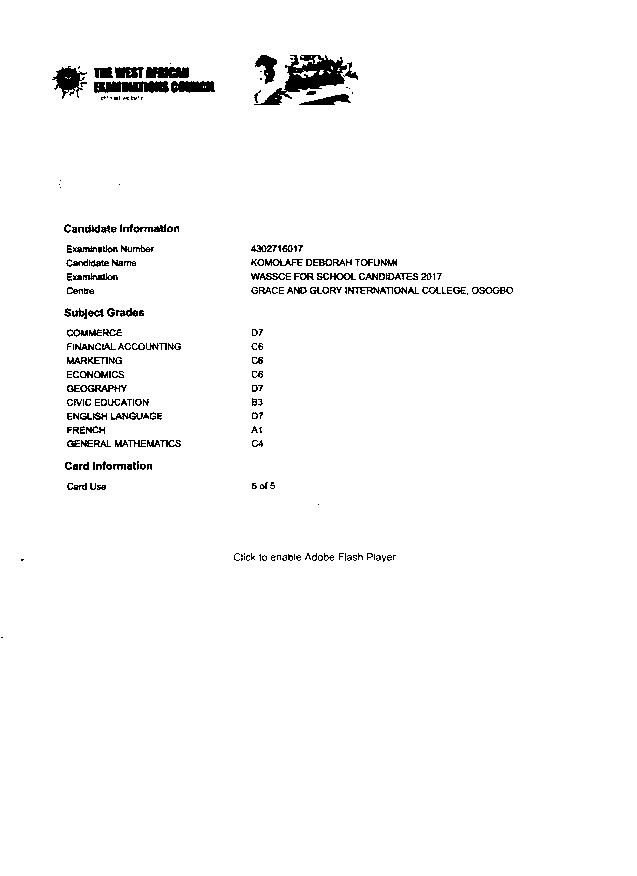 THE WEST AFRICAN
EXAMINATIONS COUNCIL
Candidate Information
Examination Number 4302716017
Candidate Name KOMOLAFE DEBORAH TOFUNMI
Examination WASSCE FOR SCHOOL CANDIDATES 2017
Centre GRACE AND GLORY INTERNATIONAL COLLEGE, OSOGBO
Subject Grades
COMMERCE D7
FINANCIAL ACCOUNTING C6
MARKETING C6
ECONOMICS C6
GEOGRAPHY D7
CIVIC EDUCATION B3
ENGLISH LANGUAGE D7
FRENCH A1
GENERAL MATHEMATICS C4
Card Information
Card Use 5 of 5
Click to enable Adobe Flash Player